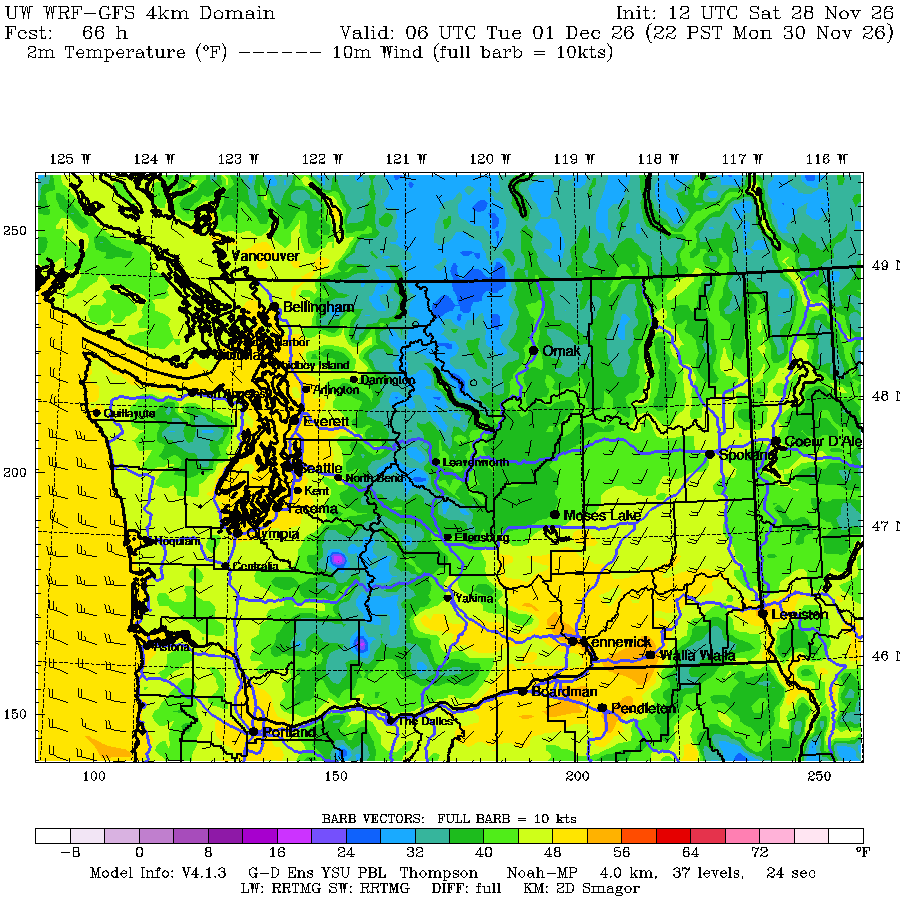 UW WRF-GFS 4km Domain Init: 12 UTC Sat 28 Nov 26
Fcst: 66 h Valid: 06 UTC Tue 01 Dec 26 (22 PST Mon 30 Nov 26)
2m Temperature (°F) ------ 10m Wind (full barb = 10kts)
125 W 124 W 123 W 122 W 121 W 120 W 119 W 118 W 117 W 116 W
250
Vancouver
49 N
Bellingham
Harbor
Omak
Whidbey Island
Darrington
Arlington
48 N
Quillayute
Everett
Coeur D'Ale
Spokane
Leavenworth
200
Seattle
North Bend
Kent
Tacoma
Moses Lake
47 N
Olympia
Hoquiam
Ellensburg
Centralia
Yakima
Lewiston
Kennewick
Astoria
Walla Walla
46 N
Boardman
Pendleton
150
The Dalles
Portland
100 150 200 250
BARB VECTORS: FULL BARB = 10 kts
-8 0 8 16 24 32 40 48 56 64 72 °F
Model Info: V4.1.3 G-D Ens YSU PBL Thompson Noah-MP 4.0 km, 37 levels, 24 sec
LW: RRTMG SW: RRTMG DIFF: full KM: 2D Smagor